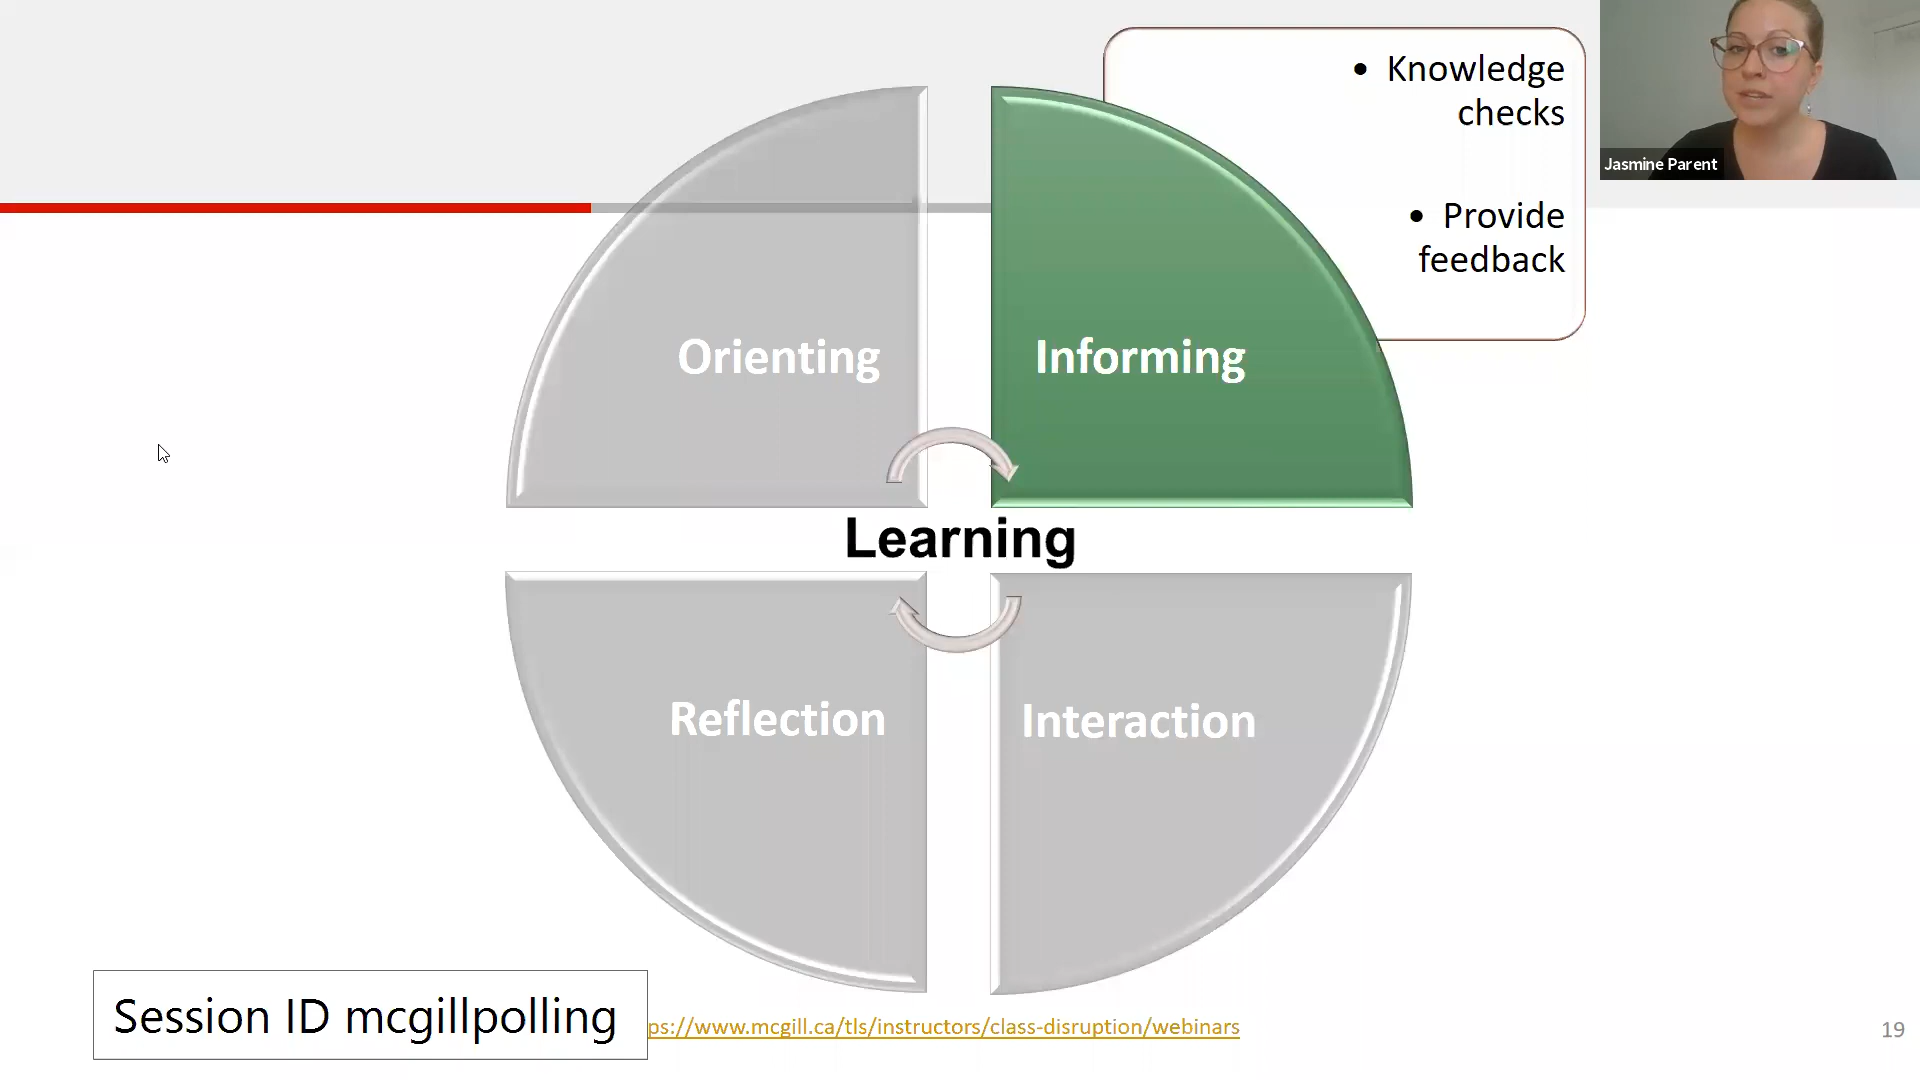 • Knowledge
checks
• Provide
feedback
Jasmine Parent
Orienting
Informing
Learning
Reflection
Interaction
Session ID mcgillpolling
ps://www.mcgill.ca/tls/instructors/class-disruption/webinars
19